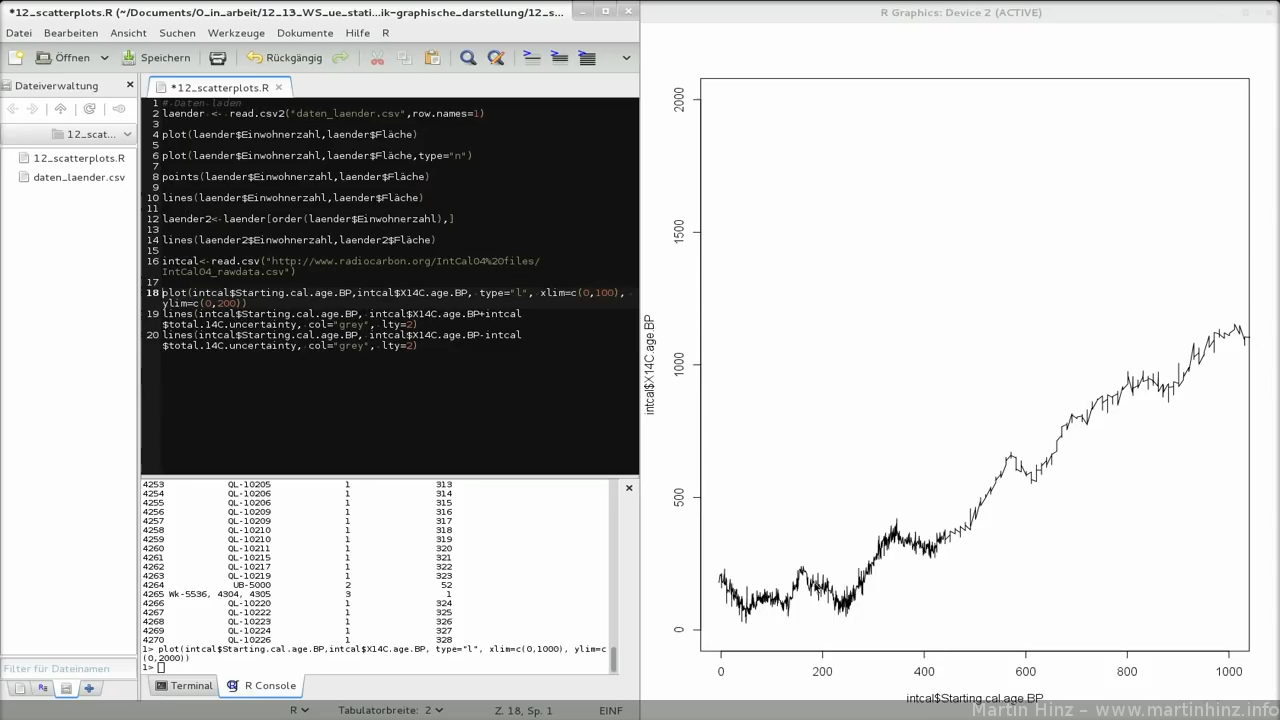 *12_scatterplots.R (~/Documents/O_in_arbeit/12_13_WS_ue_stati...ik-graphische_darstellung/12_s...
R Graphics: Device 2 (ACTIVE)
Datei Bearbeiten Ansicht Suchen Werkzeuge Dokumente Hilfe R
Öffnen Speichern Rückgängig
Dateiverwaltung
*12_scatterplots.R
12_scat...
12_scatterplots.R
daten_laender.csv
1 # Daten laden
2 laender <- read.csv2("daten_laender.csv",row.names=1)
3
4 plot(laender$Einwohnerzahl,laender$Fläche)
5
6 plot(laender$Einwohnerzahl,laender$Fläche,type="n")
7
8 points(laender$Einwohnerzahl,laender$Fläche)
9
10 lines(laender$Einwohnerzahl,laender$Fläche)
11
12 laender2<-laender[order(laender$Einwohnerzahl),]
13
14 lines(laender2$Einwohnerzahl,laender2$Fläche)
15
16 intcal<-read.csv("http://www.radiocarbon.org/IntCal04%20files/
IntCal04_rawdata.csv")
17
18 plot(intcal$Starting.cal.age.BP,intcal$X14C.age.BP, type="l", xlim=c(0,100),
ylim=c(0,200))
19 lines(intcal$Starting.cal.age.BP, intcal$X14C.age.BP+intcal
$total.14C.uncertainty, col="grey", lty=2)
20 lines(intcal$Starting.cal.age.BP, intcal$X14C.age.BP-intcal
$total.14C.uncertainty, col="grey", lty=2)
4253 QL-10205 1 313
4254 QL-10206 1 314
4255 QL-10206 1 315
4256 QL-10209 1 316
4257 QL-10209 1 317
4258 QL-10210 1 318
4259 QL-10210 1 319
4260 QL-10211 1 320
4261 QL-10215 1 321
4262 QL-10217 1 322
4263 QL-10219 1 323
4264 UB-5000 2 52
4265 Wk-5536, 4304, 4305 3 1
4266 QL-10220 1 324
4267 QL-10222 1 325
4268 QL-10223 1 326
4269 QL-10224 1 327
4270 QL-10226 1 328
1> plot(intcal$Starting.cal.age.BP,intcal$X14C.age.BP, type="l", xlim=c(0,1000), ylim=c
(0,2000))
1>
Filter für Dateinamen
Terminal R Console
R Tabulatorbreite: 2 Z. 18, Sp. 1 EINF
2000
1500
1000
500
0
intcal$X14C.age.BP
0 200 400 600 800 1000
intcal$Starting.cal.age.BP
Martin Hinz - www.martinhinz.info